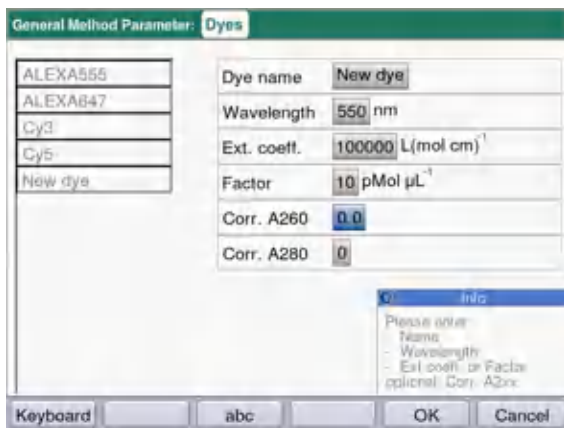 General Method Parameter: Dyes
ALEXA555
ALEXA647
Cy3
Cy5
New dye
Dye name New dye
Wavelength 550 nm
Ext. coeff. 100000 L(mol cm)⁻¹
Factor 10 pMol µL⁻¹
Corr. A260 0.0
Corr. A280 0
Info
Please enter
- Name
- Wavelength
- Ext coeff. or Factor
optional: Corr. A2xx
Keyboard abc OK Cancel